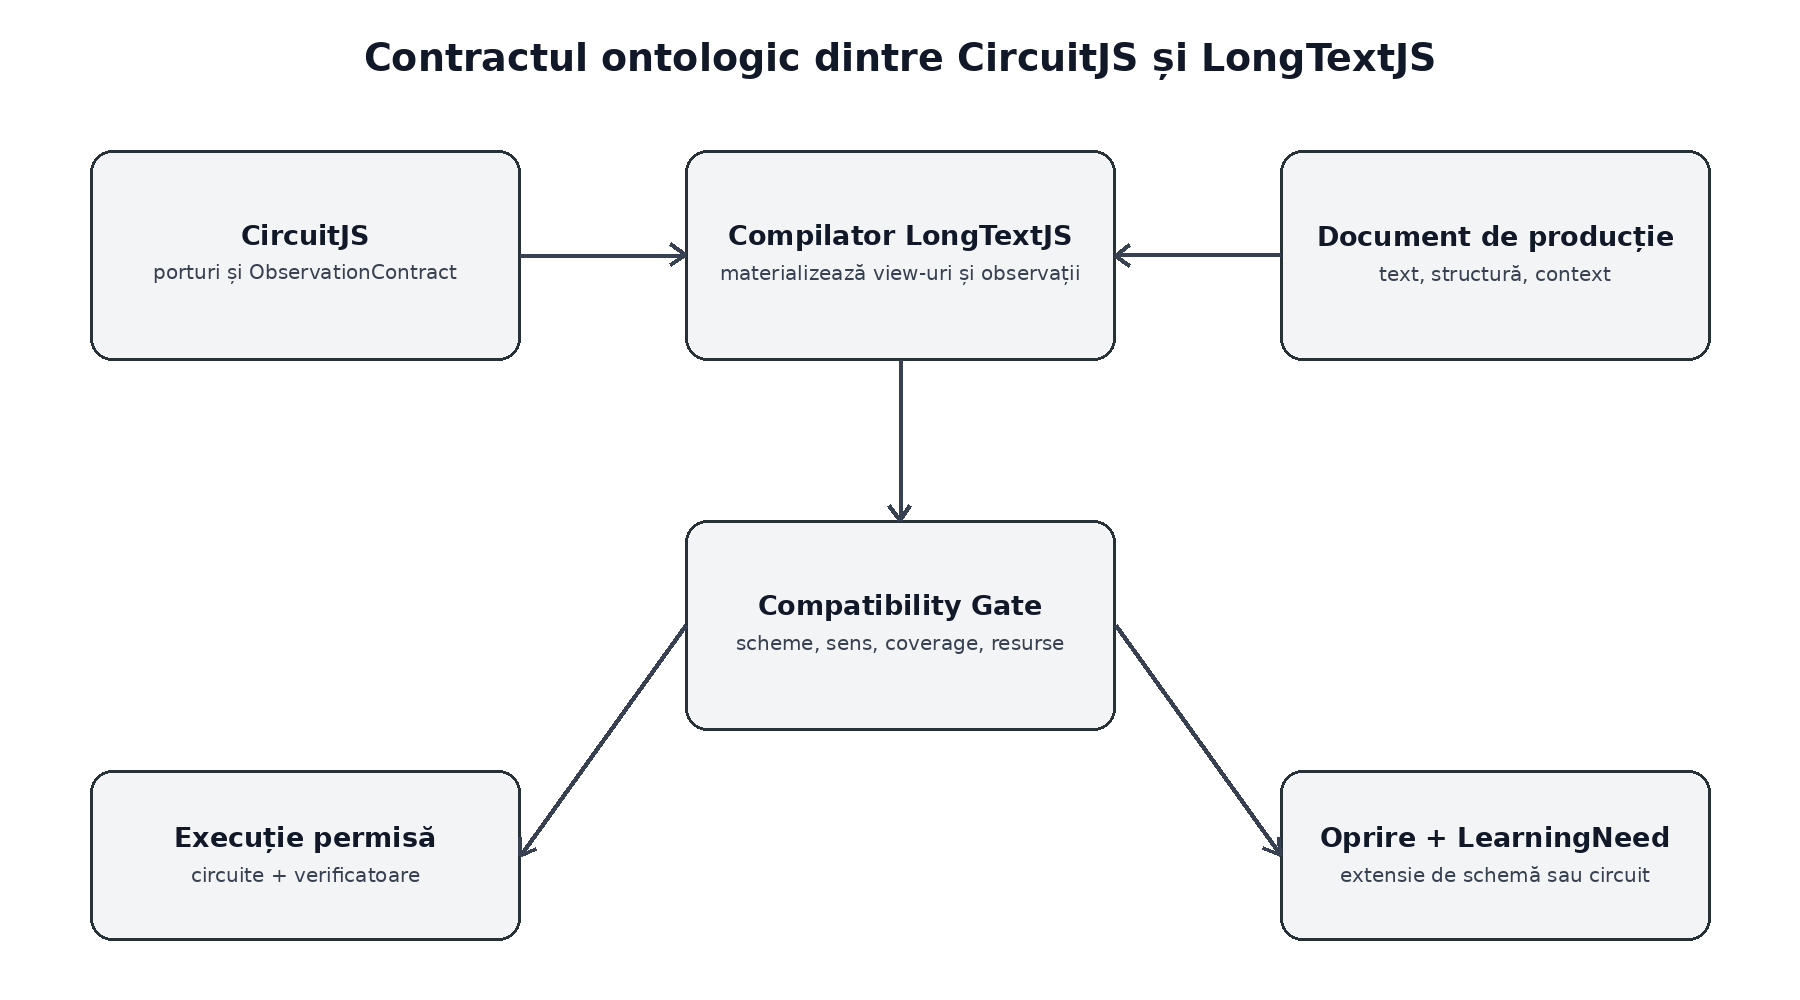 Contractul ontologic dintre CircuitJS și LongTextJS
CircuitJS
porturi și ObservationContract
Compilator LongTextJS
materializează view-uri și observații
Document de producție
text, structură, context
Compatibility Gate
scheme, sens, coverage, resurse
Execuție permisă
circuite + verificatoare
Oprire + LearningNeed
extensie de schemă sau circuit